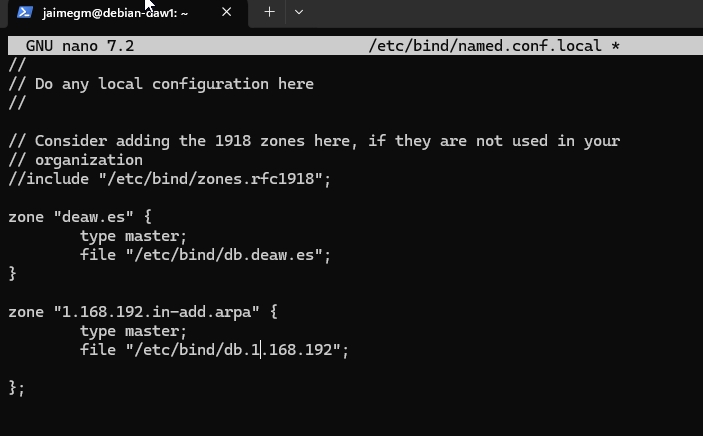 jaimegm@debian-daw1: ~
GNU nano 7.2 /etc/bind/named.conf.local *
//
// Do any local configuration here
//
// Consider adding the 1918 zones here, if they are not used in your
// organization
//include "/etc/bind/zones.rfc1918";
zone "deaw.es" {
type master;
file "/etc/bind/db.deaw.es";
}
zone "1.168.192.in-add.arpa" {
type master;
file "/etc/bind/db.1.168.192";
};